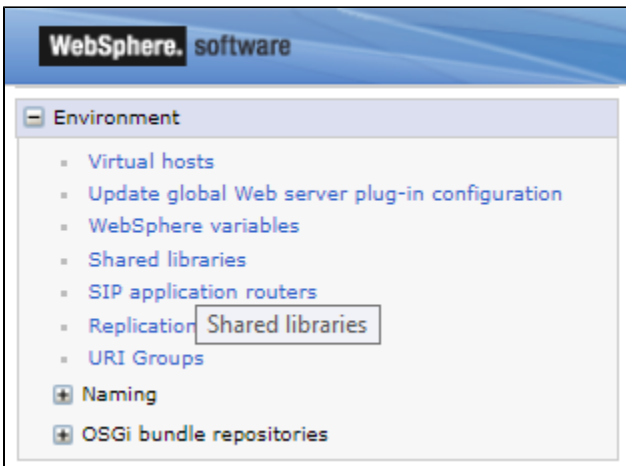 WebSphere. software
Environment
Virtual hosts
Update global Web server plug-in configuration
WebSphere variables
Shared libraries
SIP application routers
Replication
Shared libraries
URI Groups
Naming
OSGi bundle repositories